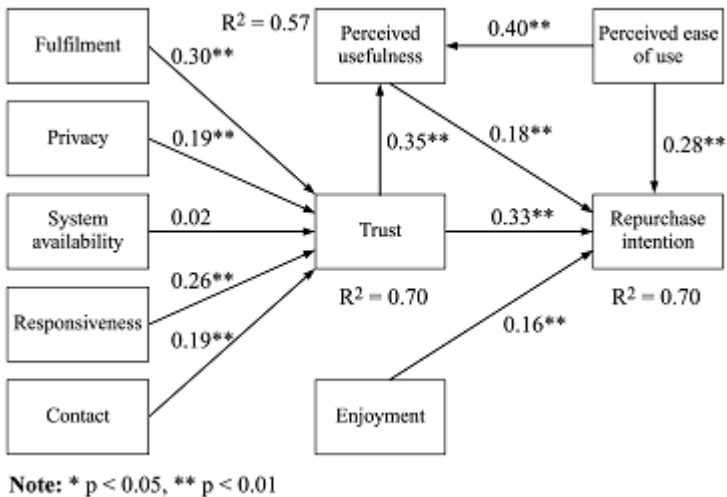 Fulfilment
R² = 0.57
Perceived
usefulness
0.40**
Perceived ease
of use
0.30**
Privacy
0.19**
0.35**
0.18**
0.28**
System
availability
0.02
Trust
0.33**
Repurchase
intention
0.26**
R² = 0.70
R² = 0.70
Responsiveness
0.19**
0.16**
Contact
Enjoyment
Note: * p < 0.05, ** p < 0.01